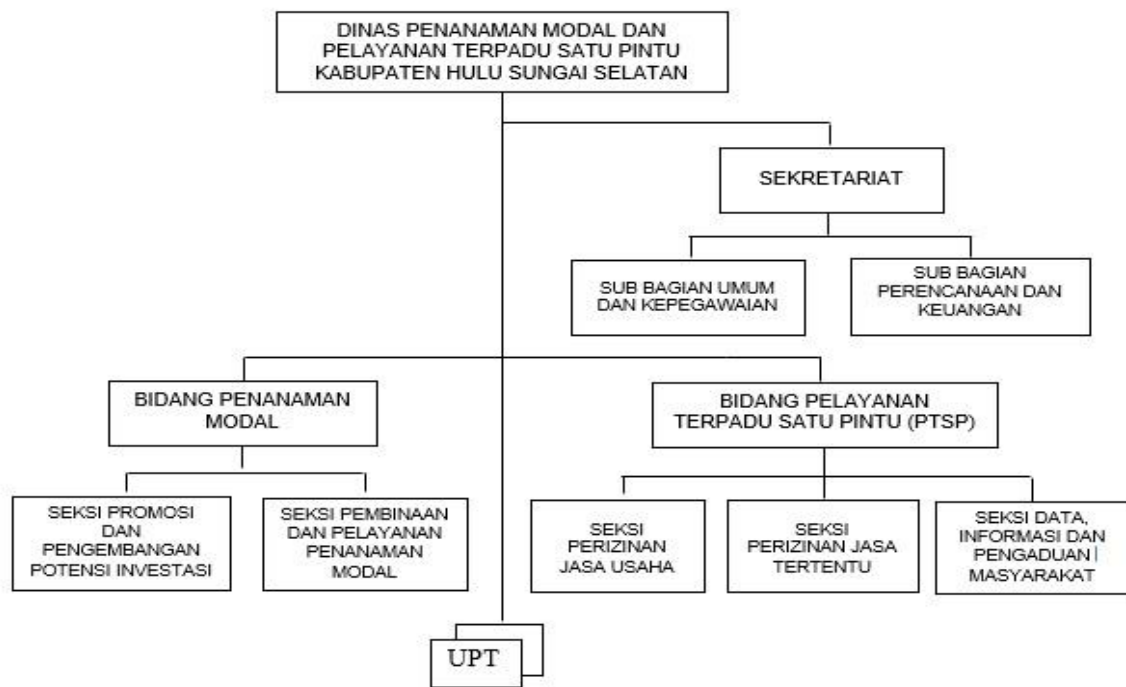 DINAS PENANAMAN MODAL DAN
PELAYANAN TERPADU SATU PINTU
KABUPATEN HULU SUNGAI SELATAN
SEKRETARIAT
SUB BAGIAN UMUM
DAN KEPEGAWAIAN
SUB BAGIAN
PERENCANAAN DAN
KEUANGAN
BIDANG PENANAMAN
MODAL
BIDANG PELAYANAN
TERPADU SATU PINTU (PTSP)
SEKSI PROMOSI
DAN
PENGEMBANGAN
POTENSI INVESTASI
SEKSI PEMBINAAN
DAN PELAYANAN
PENANAMAN
MODAL
SEKSI
PERIZINAN
JASA USAHA
SEKSI
PERIZINAN JASA
TERTENTU
SEKSI DATA,
INFORMASI DAN
PENGADUAN
MASYARAKAT
UPT